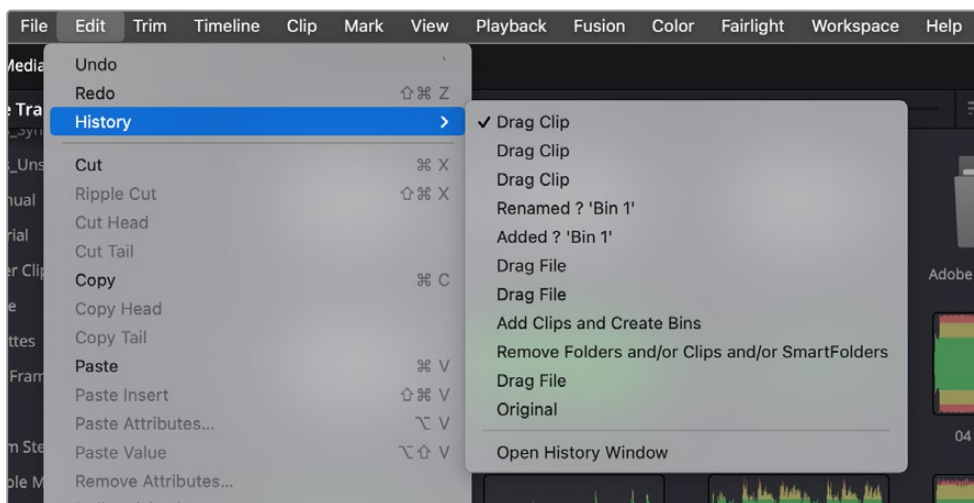 File Edit Trim Timeline Clip Mark View Playback Fusion Color Fairlight Workspace Help
Media
Undo `
Redo ⇧⌘ Z
History >
✓ Drag Clip
Drag Clip
Drag Clip
Renamed ? 'Bin 1'
Added ? 'Bin 1'
Drag File
Drag File
Add Clips and Create Bins
Remove Folders and/or Clips and/or SmartFolders
Drag File
Original
Open History Window
Cut ⌘ X
Ripple Cut ⇧⌘ X
Cut Head
Cut Tail
Copy ⌘ C
Copy Head
Copy Tail
Paste ⌘ V
Paste Insert ⇧⌘ V
Paste Attributes... ⌥ V
Paste Value ⌥⇧ V
Remove Attributes...
Adobe
04